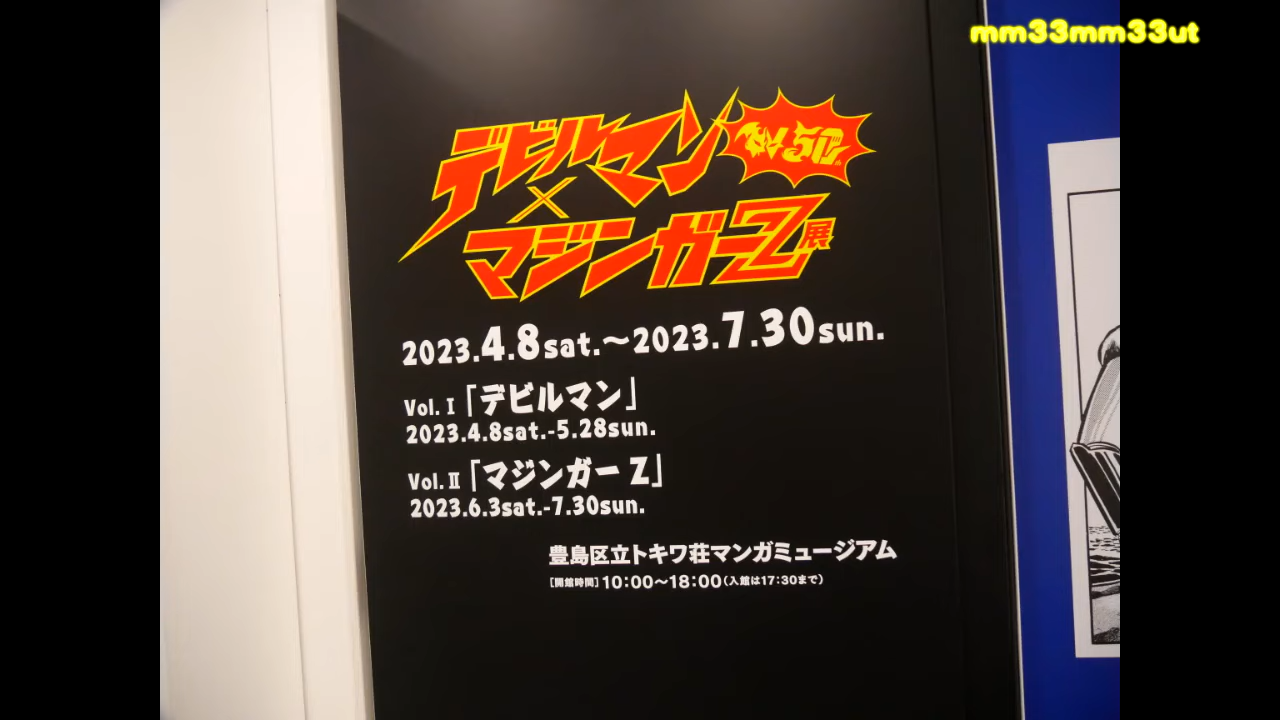 mm33mm33ut
デビルマン
×
マジンガーZ展
50
2023.4.8sat.～2023.7.30sun.
Vol.Ⅰ「デビルマン」
2023.4.8sat.-5.28sun.
Vol.Ⅱ「マジンガー Z」
2023.6.3sat.-7.30sun.
豊島区立トキワ荘マンガミュージアム
［開館時間］10:00～18:00（入館は17:30まで）